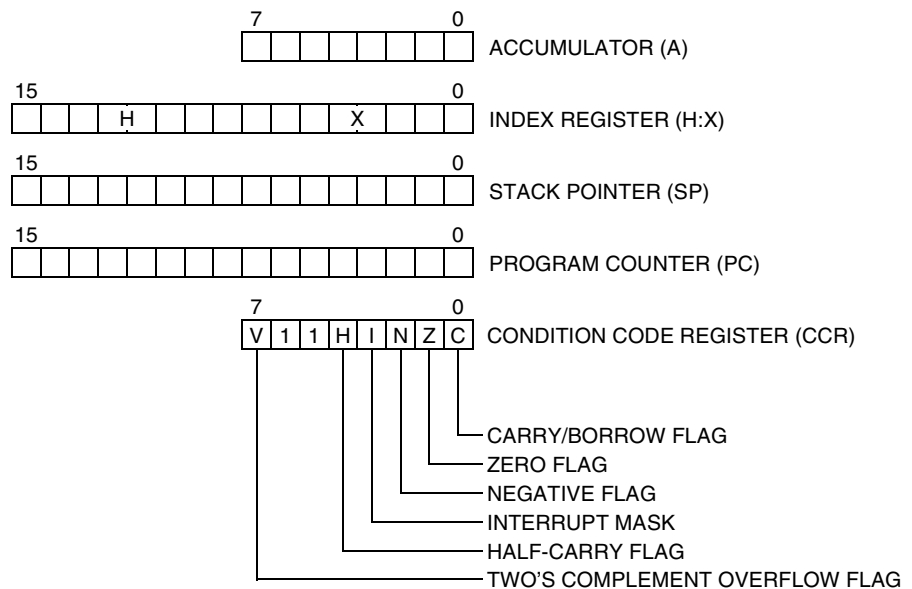 7 0
ACCUMULATOR (A)
15 0
H X INDEX REGISTER (H:X)
15 0
STACK POINTER (SP)
15 0
PROGRAM COUNTER (PC)
7 0
V 1 1 H I N Z C CONDITION CODE REGISTER (CCR)
CARRY/BORROW FLAG
ZERO FLAG
NEGATIVE FLAG
INTERRUPT MASK
HALF-CARRY FLAG
TWO'S COMPLEMENT OVERFLOW FLAG